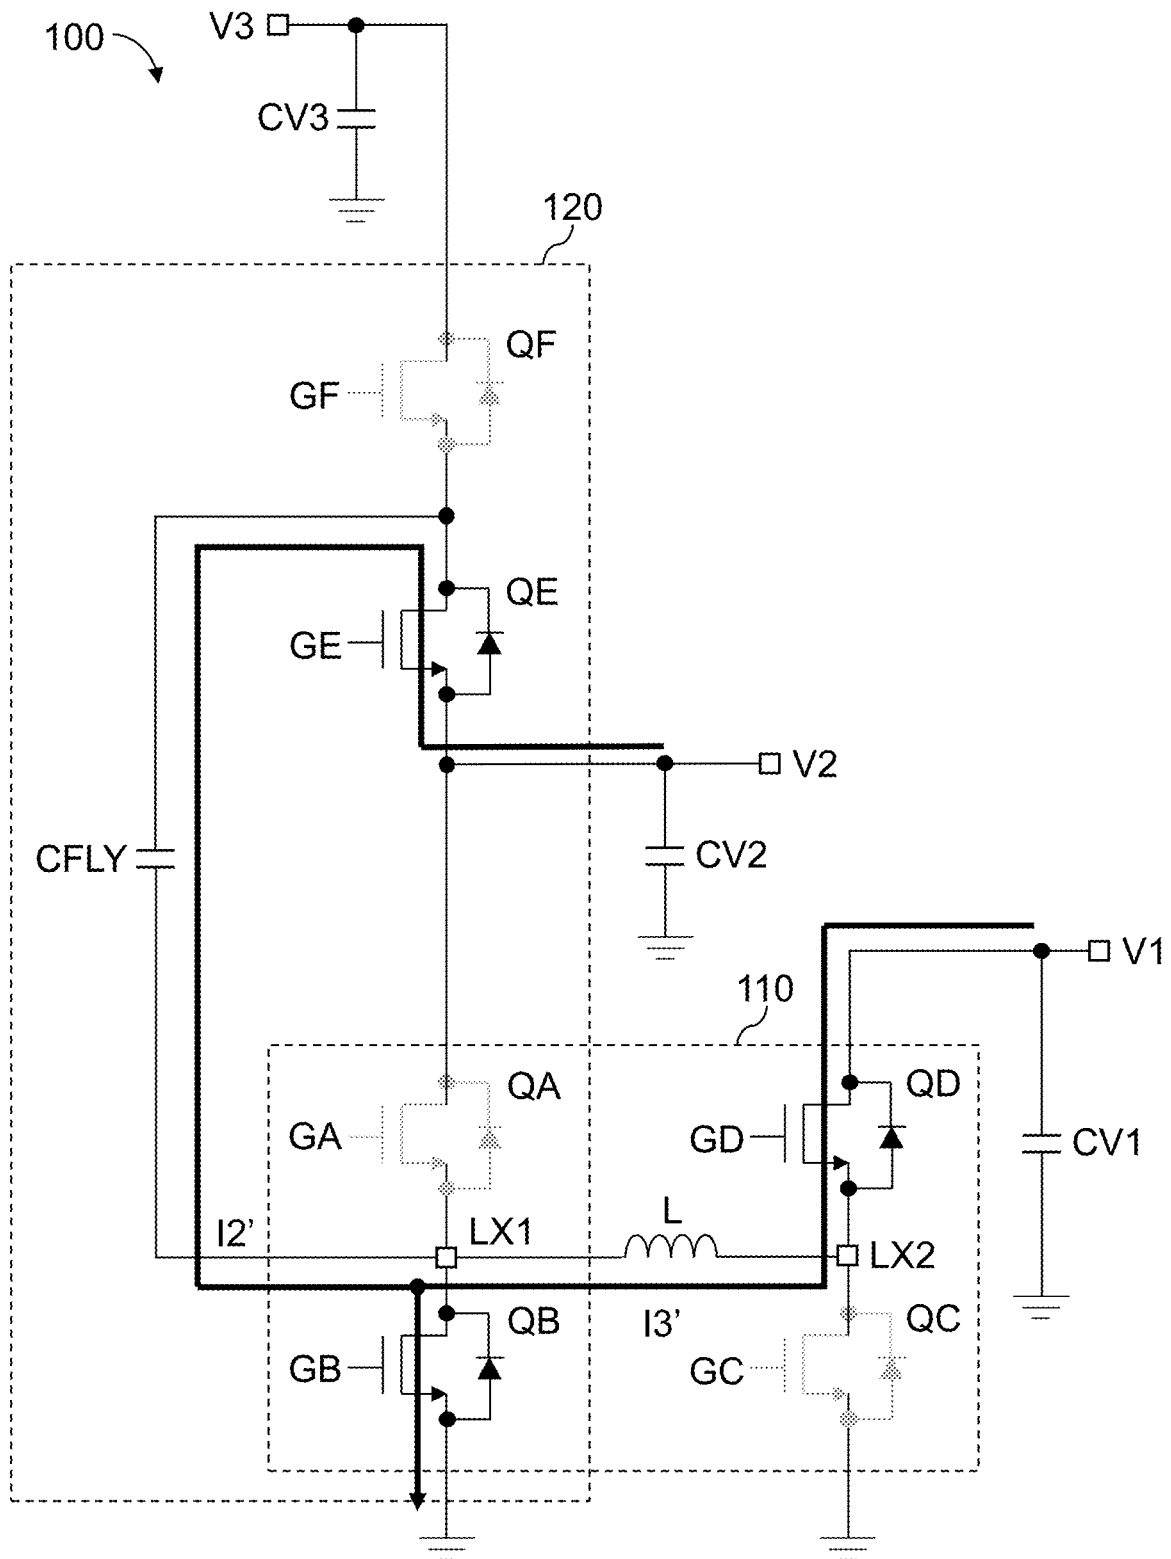 100
V3
CV3
120
QF
GF
QE
GE
V2
CFLY
CV2
V1
110
QA
QD
GA
GD
CV1
I2’
LX1
L
LX2
QB
I3’
QC
GB
GC